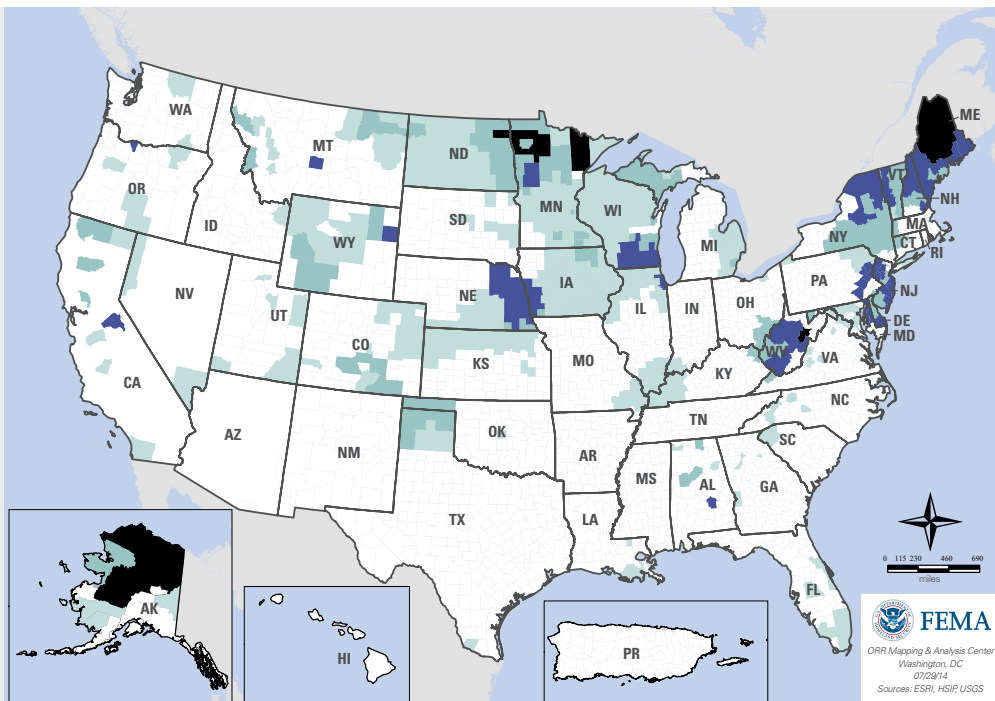 WA
MT
ND
ME
OR
ID
MN
VT
NH
SD
WI
MA
WY
NY
CT
RI
MI
PA
NE
IA
NJ
NV
UT
OH
IL
IN
DE
CO
WV
MD
KS
MO
VA
CA
KY
NC
TN
AZ
NM
OK
AR
SC
MS
AL
GA
TX
LA
0 115 230 460 690
miles
FL
AK
HI
PR
FEMA
ORR Mapping & Analysis Center
Washington, DC
07/29/14
Sources: ESRI, HSIP, USGS